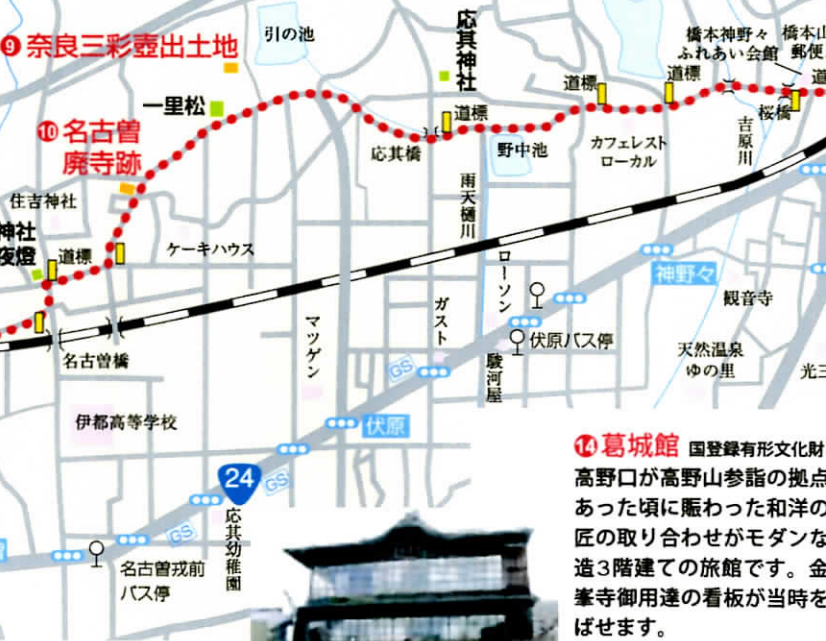 ❾ 奈良三彩壺出土地
引の池
応其神社
橋本神野々
ふれあい会館
橋本山
郵便
道標
道標
道
一里松
道標
桜橋
❿ 名古曽
廃寺跡
応其橋
野中池
カフェレスト
ローカル
吉原川
住吉神社
雨天樋川
神社
夜燈
道標
ケーキハウス
ローソン
神野々
観音寺
マツゲン
ガスト
伏原バス停
名古曽橋
天然温泉
ゆの里
光三
GS
駿河屋
伊都高等学校
伏原
24
GS
応其幼稚園
GS
名古曽戎前
バス停
⓮葛城館 国登録有形文化財
高野口が高野山参詣の拠点
あった頃に賑わった和洋の
匠の取り合わせがモダンな
造3階建ての旅館です。金
峯寺御用達の看板が当時を
ばせます。